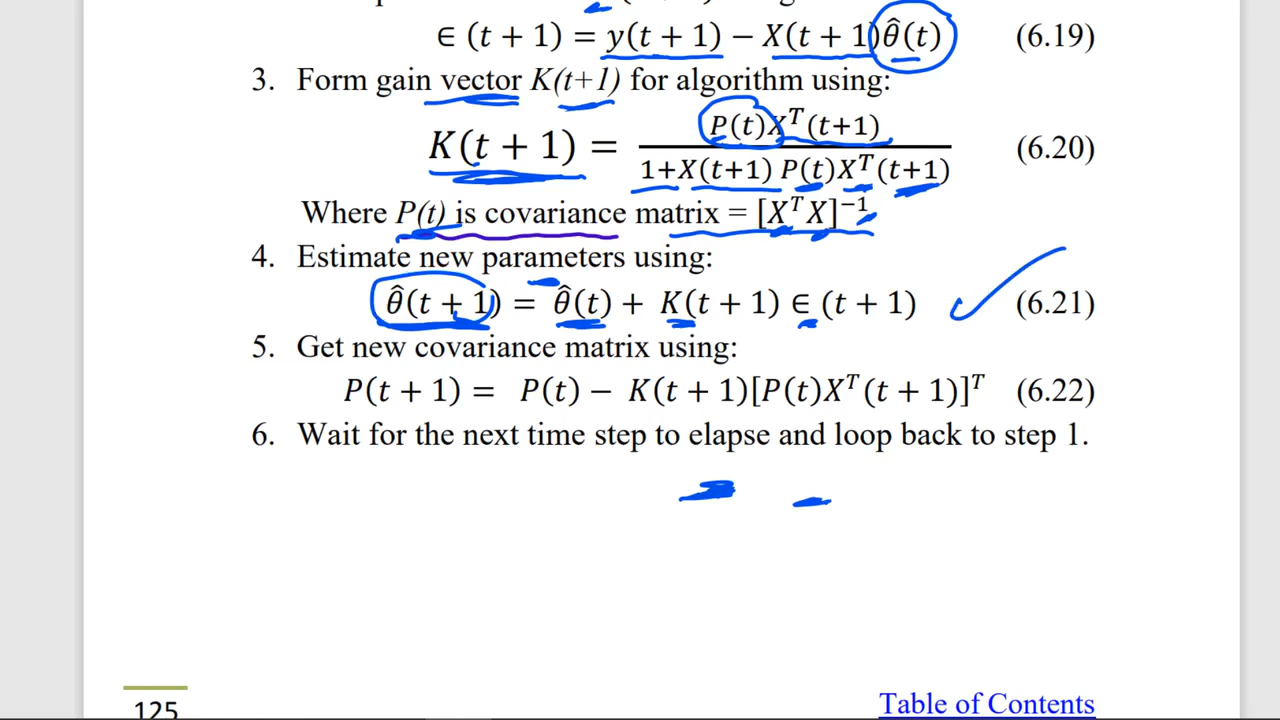 ∈ (t + 1) = y(t + 1) − X(t + 1)θ̂(t) (6.19)
3. Form gain vector K(t+1) for algorithm using:
K(t + 1) = P(t)X^T(t+1) / 1+X(t+1) P(t)X^T(t+1) (6.20)
Where P(t) is covariance matrix = [X^T X]^−1
4. Estimate new parameters using:
θ̂(t + 1) = θ̂(t) + K(t + 1) ∈ (t + 1) (6.21)
5. Get new covariance matrix using:
P(t + 1) = P(t) − K(t + 1)[P(t)X^T(t + 1)]^T (6.22)
6. Wait for the next time step to elapse and loop back to step 1.
125
Table of Contents